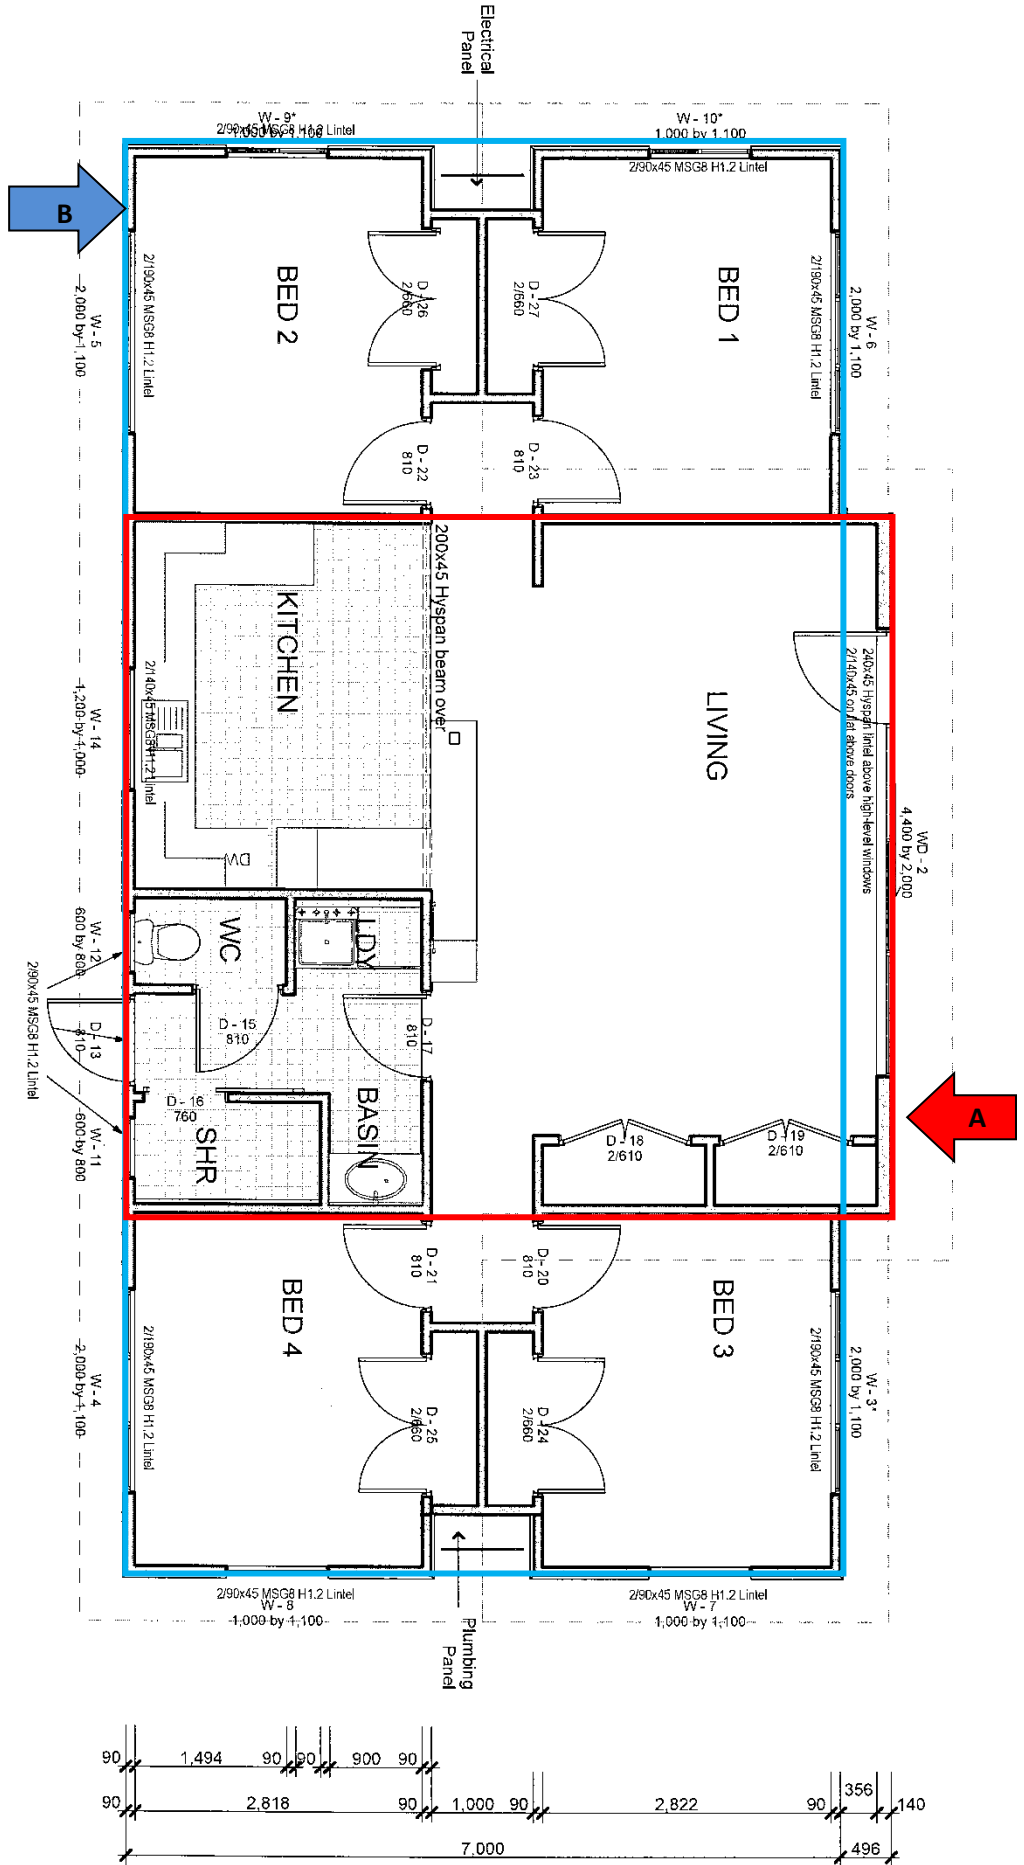 Electrical
Panel
W - 9*
1,000 by 1,100
2/90x45 MSG8 H1.2 Lintel
W - 10*
1,000 by 1,100
2/90x45 MSG8 H1.2 Lintel
B
BED 2
D - 26
2/660
D - 27
2/660
BED 1
2/190x45 MSG8 H1.2 Lintel
W - 5
2,000 by 1,100
2/190x45 MSG8 H1.2 Lintel
W - 6
2,000 by 1,100
D - 22
810
D - 23
810
200x45 Hyspan beam over
KITCHEN
LIVING
240x45 Hyspan lintel above high-level windows
2/140x45 on flat above doors
2/140x45 MSG8 H1.2 Lintel
W - 14
1,200 by 1,000
WD - 2
4,400 by 2,000
DW
WC
LDY
W - 12
600 by 800
2/90x45 MSG8 H1.2 Lintel
D - 13
810
D - 15
810
D - 17
810
D - 16
760
SHR
BASIN
W - 11
600 by 800
D - 18
2/610
D - 19
2/610
A
D - 21
810
D - 20
810
BED 4
BED 3
2/190x45 MSG8 H1.2 Lintel
W - 4
2,000 by 1,100
D - 25
2/660
D - 24
2/660
2/190x45 MSG8 H1.2 Lintel
W - 3*
2,000 by 1,100
2/90x45 MSG8 H1.2 Lintel
W - 8
1,000 by 1,100
2/90x45 MSG8 H1.2 Lintel
W - 7
1,000 by 1,100
Plumbing
Panel
90 1,494 90 90 900 90
90 2,818 90 1,000 90 2,822 90 356 140
7,000 496